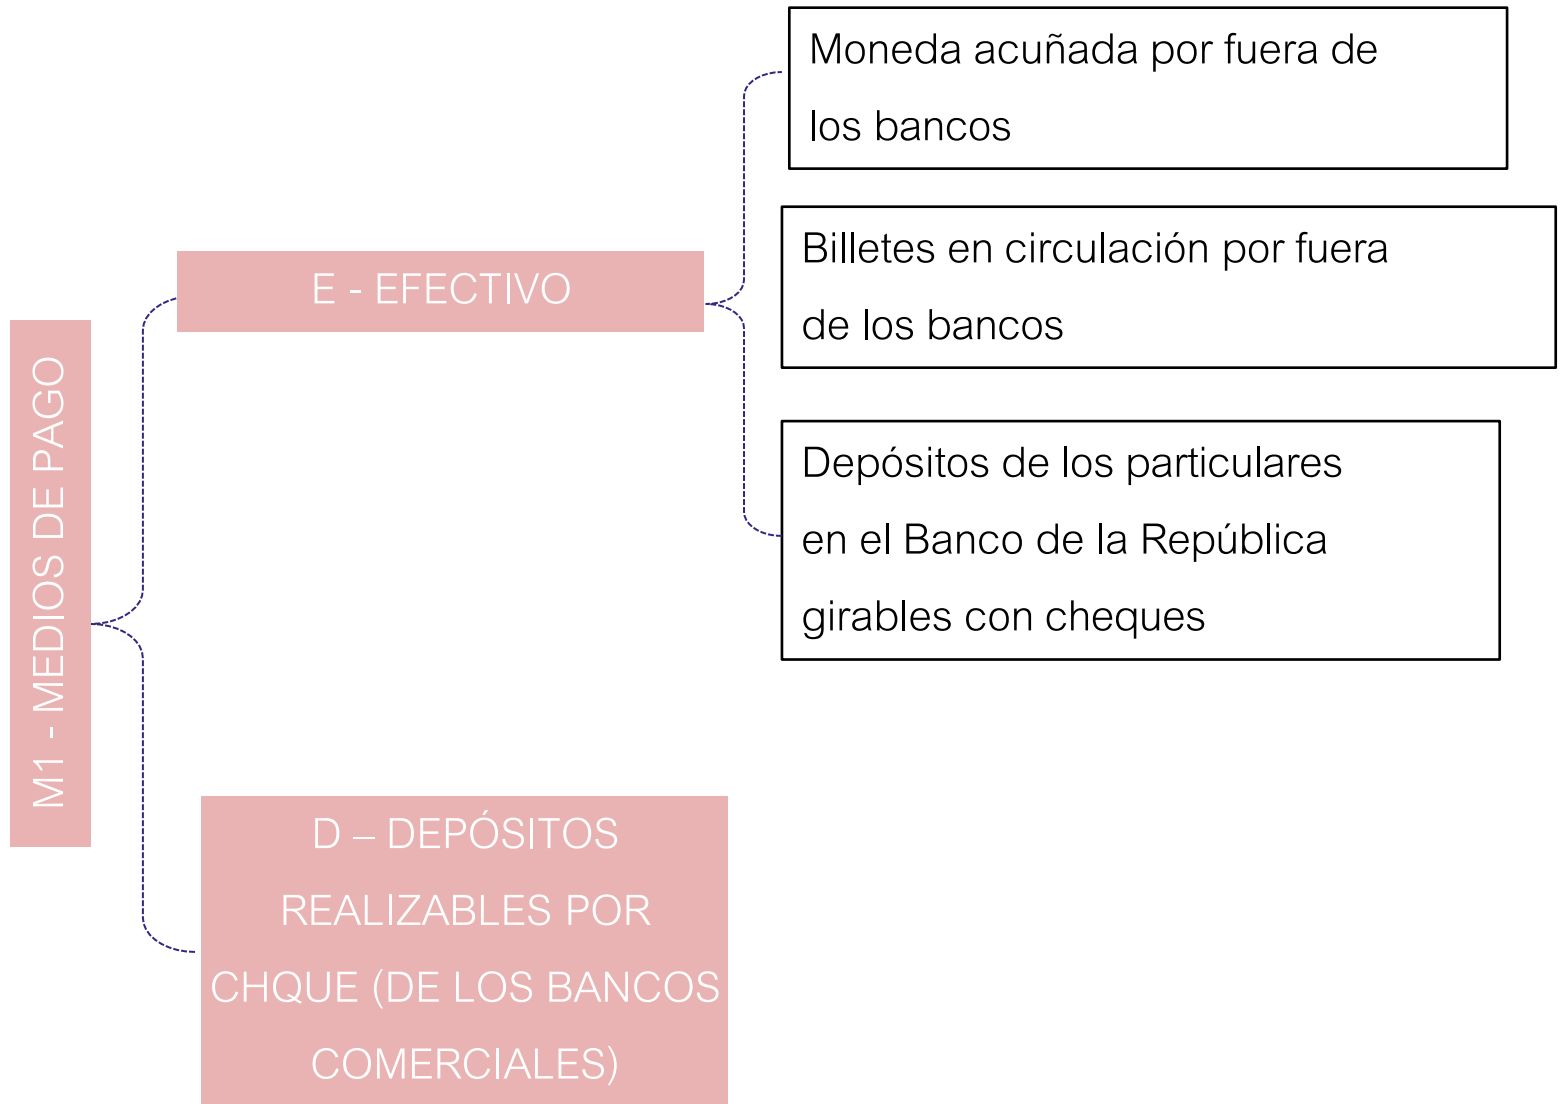 M1 - MEDIOS DE PAGO
E - EFECTIVO
Moneda acuñada por fuera de
los bancos
Billetes en circulación por fuera
de los bancos
Depósitos de los particulares
en el Banco de la República
girables con cheques
D – DEPÓSITOS
REALIZABLES POR
CHQUE (DE LOS BANCOS
COMERCIALES)